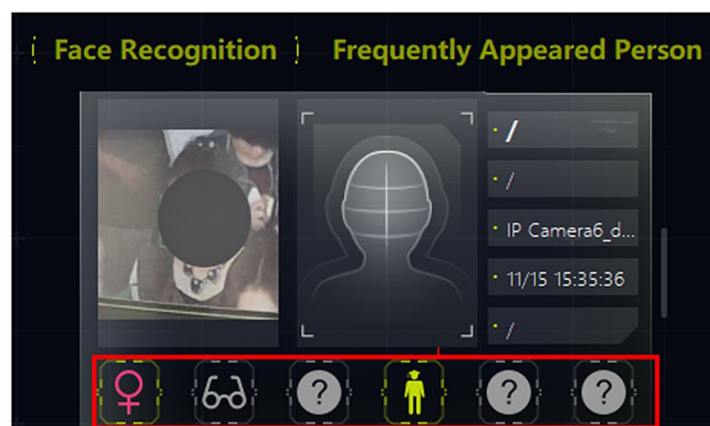 Face Recognition Frequently Appeared Person
/
/
IP Camera6_d...
11/15 15:35:36
/
? ? ?